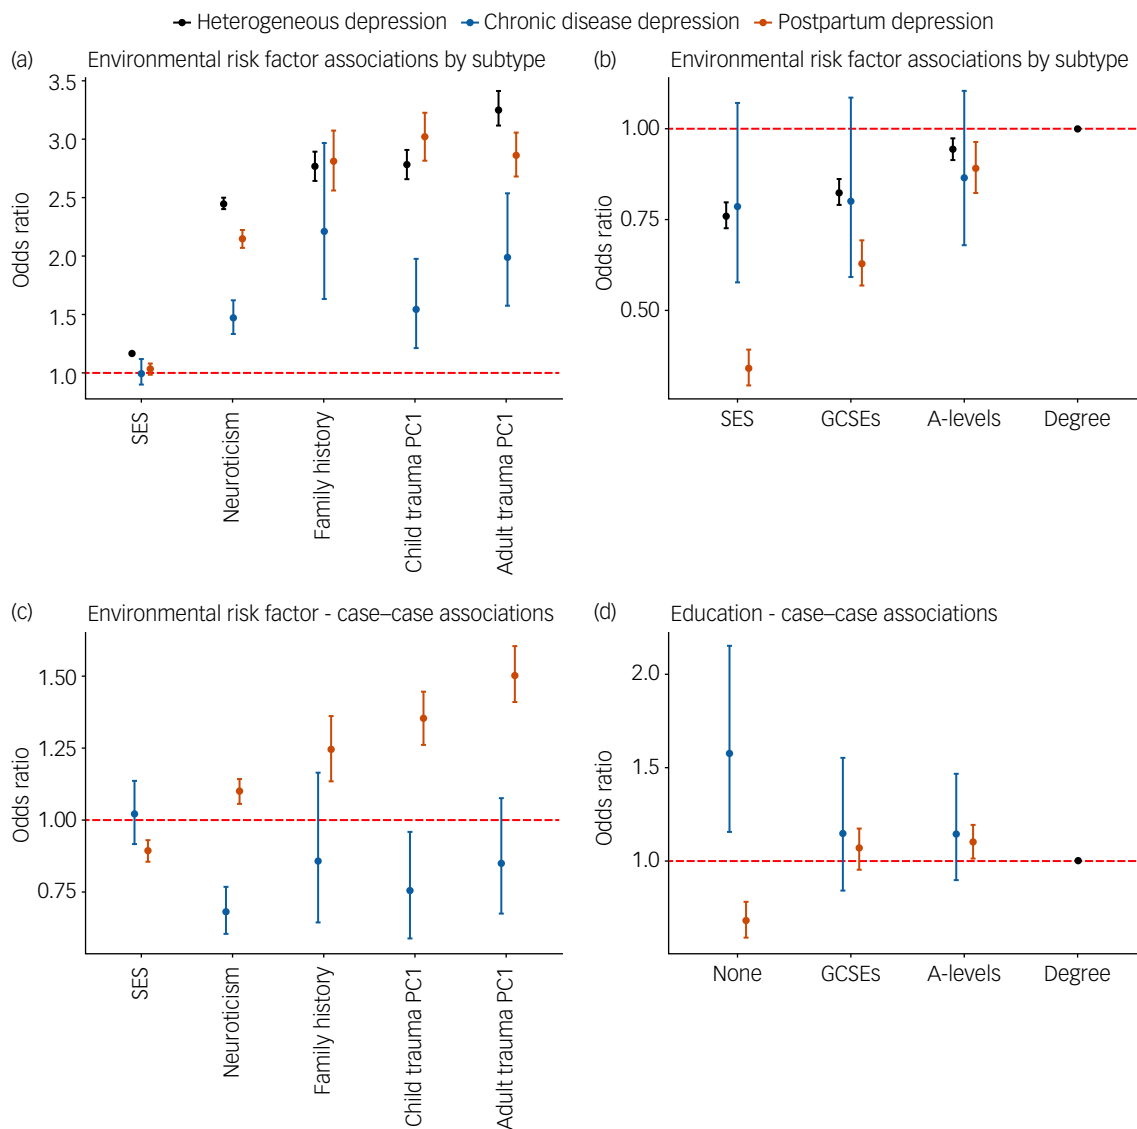 Heterogeneous depression Chronic disease depression Postpartum depression
(a) Environmental risk factor associations by subtype
Odds ratio
3.5
3.0
2.5
2.0
1.5
1.0
SES
Neuroticism
Family history
Child trauma PC1
Adult trauma PC1
(b) Environmental risk factor associations by subtype
Odds ratio
1.00
0.75
0.50
SES GCSEs A-levels Degree
(c) Environmental risk factor - case–case associations
Odds ratio
1.50
1.25
1.00
0.75
SES
Neuroticism
Family history
Child trauma PC1
Adult trauma PC1
(d) Education - case–case associations
Odds ratio
2.0
1.5
1.0
None GCSEs A-levels Degree